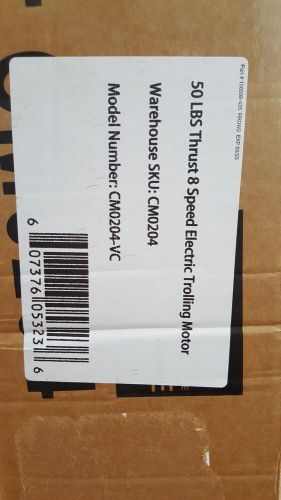 50 LBS Thrust 8 Speed Electric Trolling Motor
Warehouse SKU: CM0204
Model Number: CM0204-VC
6 07376 05323 6